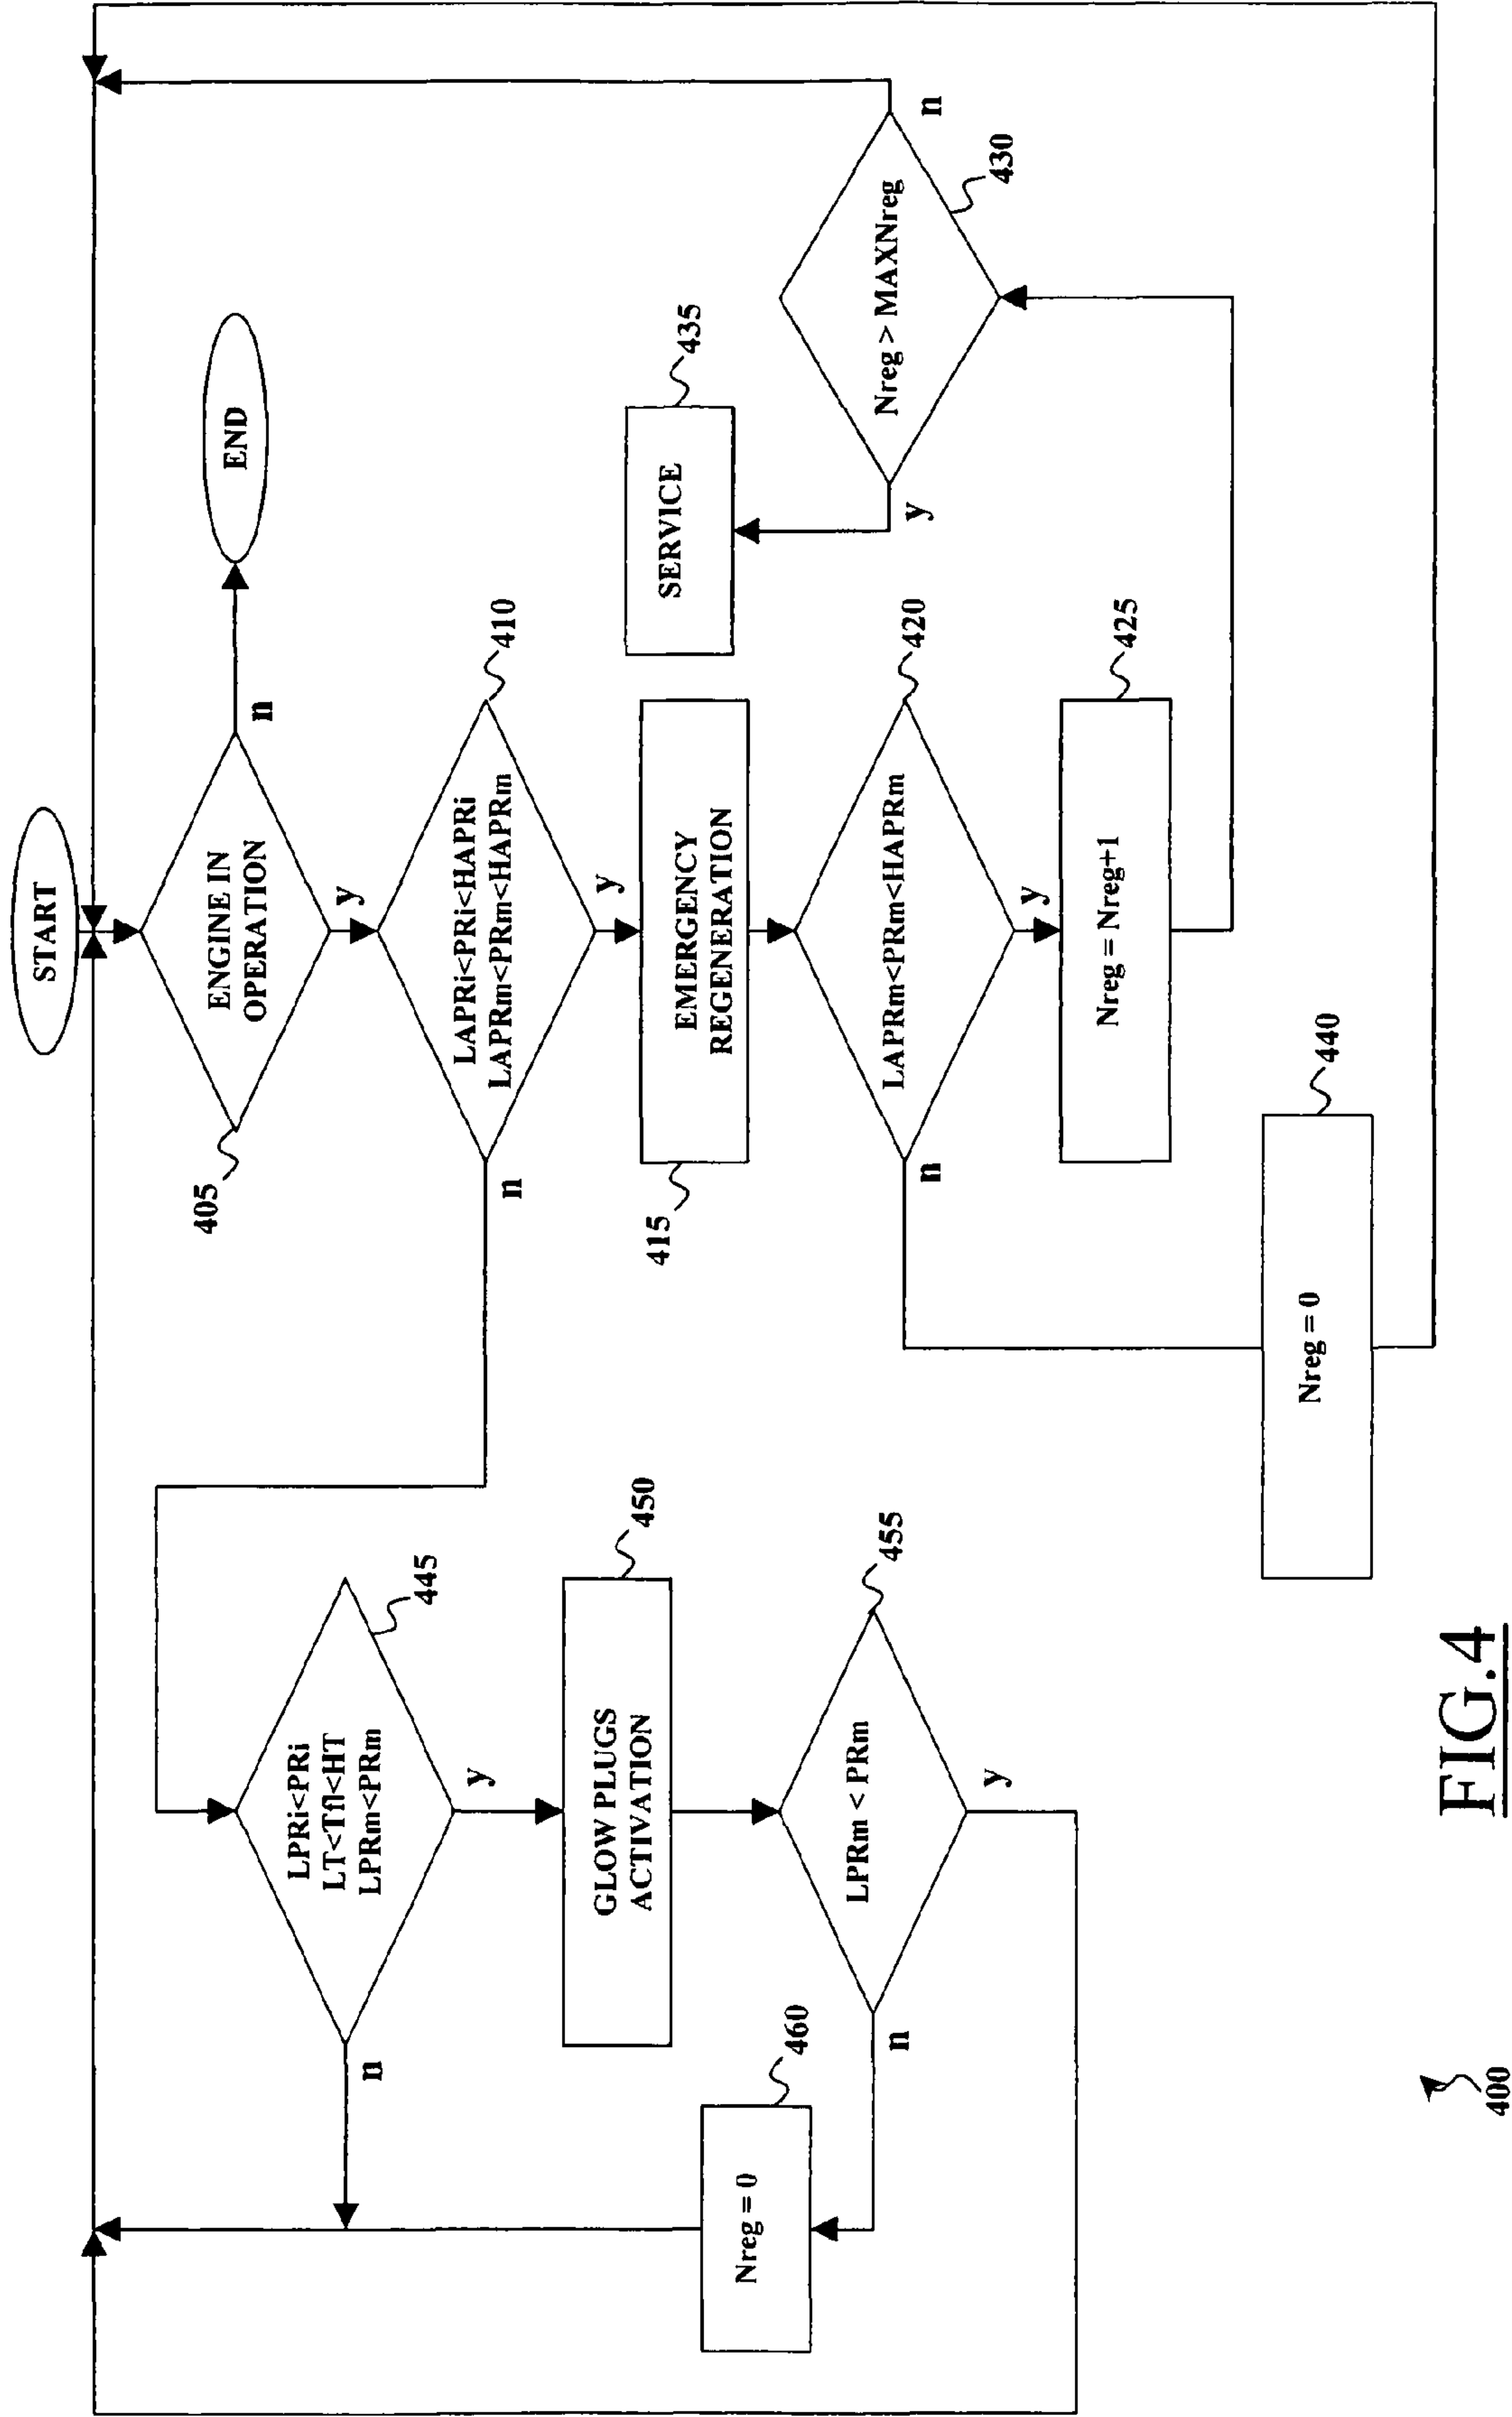 START
ENGINE IN
OPERATION
405
n
END
y
LAPRi<PRi<HAPRi
LAPRm<PRm<HAPRm
410
n
y
EMERGENCY
REGENERATION
415
LAPRm<PRm<HAPRm
420
n
y
Nreg = Nreg+1
425
Nreg > MAXNreg
430
n
y
SERVICE
435
Nreg = 0
440
LPRi<PRi
LT<Tfl<HT
LPRm<PRm
445
n
y
GLOW PLUGS
ACTIVATION
450
LPRm < PRm
455
n
y
Nreg = 0
460
400
FIG.4